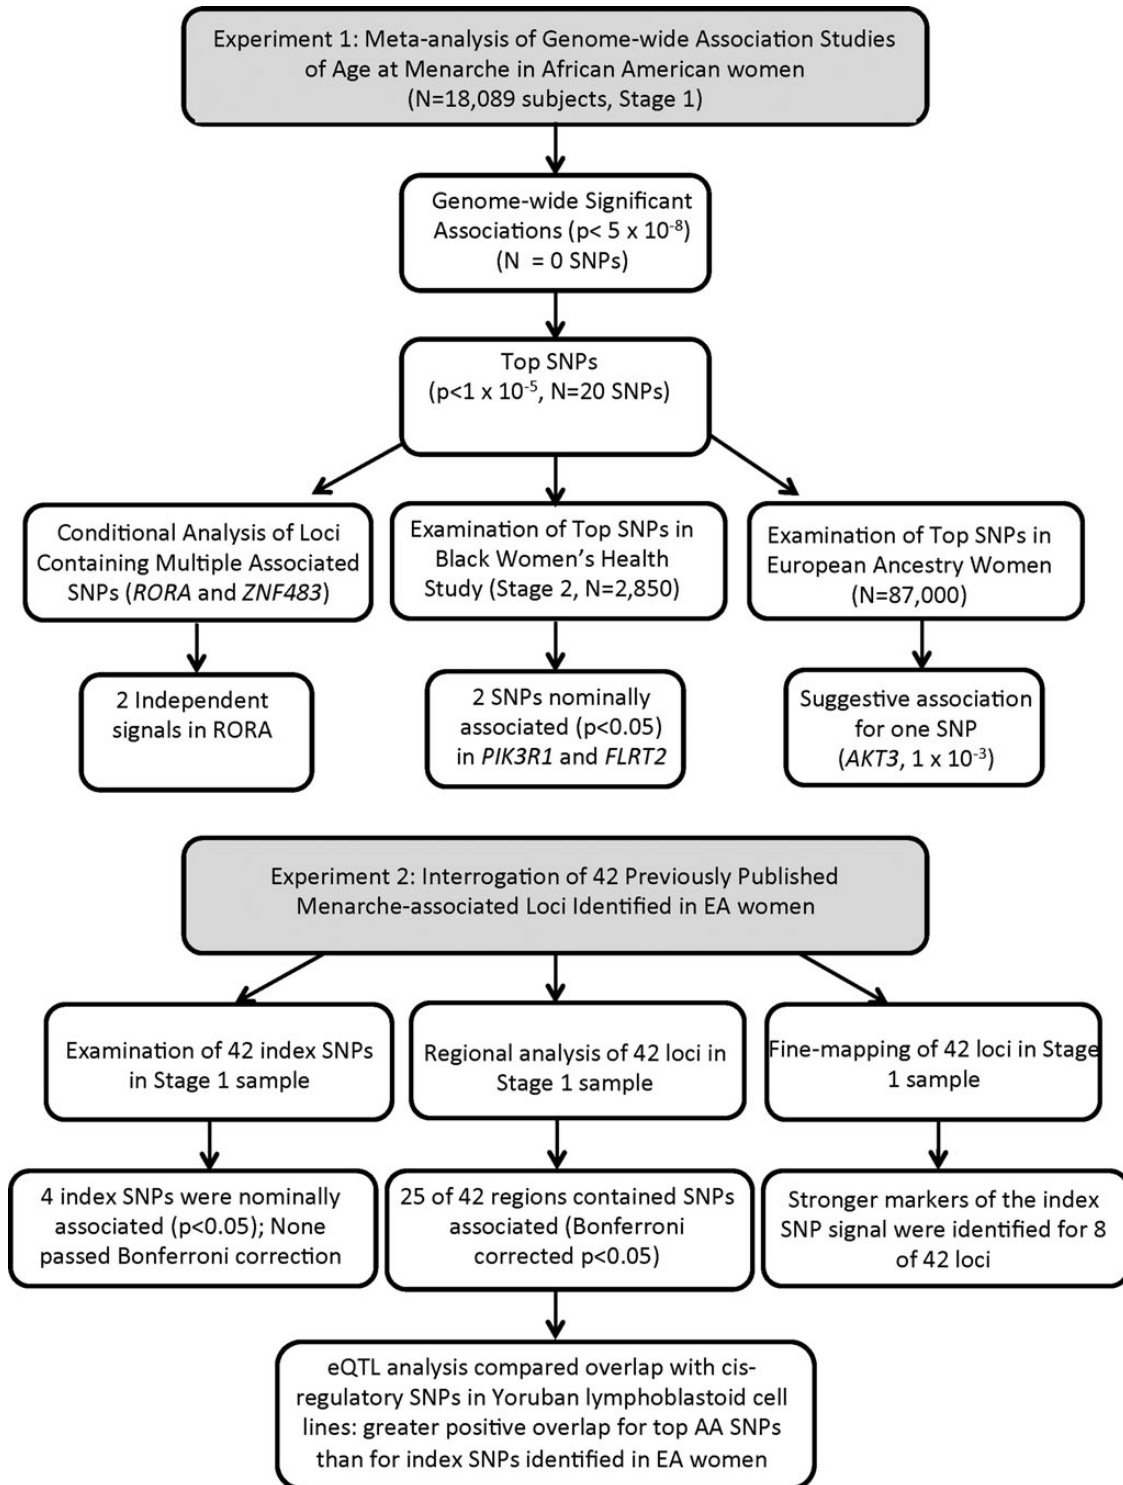 Experiment 1: Meta-analysis of Genome-wide Association Studies
of Age at Menarche in African American women
(N=18,089 subjects, Stage 1)
Genome-wide Significant
Associations (p< 5 x 10⁻⁸)
(N = 0 SNPs)
Top SNPs
(p<1 x 10⁻⁵, N=20 SNPs)
Conditional Analysis of Loci
Containing Multiple Associated
SNPs (RORA and ZNF483)
Examination of Top SNPs in
Black Women's Health
Study (Stage 2, N=2,850)
Examination of Top SNPs in
European Ancestry Women
(N=87,000)
2 Independent
signals in RORA
2 SNPs nominally
associated (p<0.05)
in PIK3R1 and FLRT2
Suggestive association
for one SNP
(AKT3, 1 x 10⁻³)
Experiment 2: Interrogation of 42 Previously Published
Menarche-associated Loci Identified in EA women
Examination of 42 index SNPs
in Stage 1 sample
Regional analysis of 42 loci in
Stage 1 sample
Fine-mapping of 42 loci in Stage
1 sample
4 index SNPs were nominally
associated (p<0.05); None
passed Bonferroni correction
25 of 42 regions contained SNPs
associated (Bonferroni
corrected p<0.05)
Stronger markers of the index
SNP signal were identified for 8
of 42 loci
eQTL analysis compared overlap with cis-
regulatory SNPs in Yoruban lymphoblastoid cell
lines: greater positive overlap for top AA SNPs
than for index SNPs identified in EA women